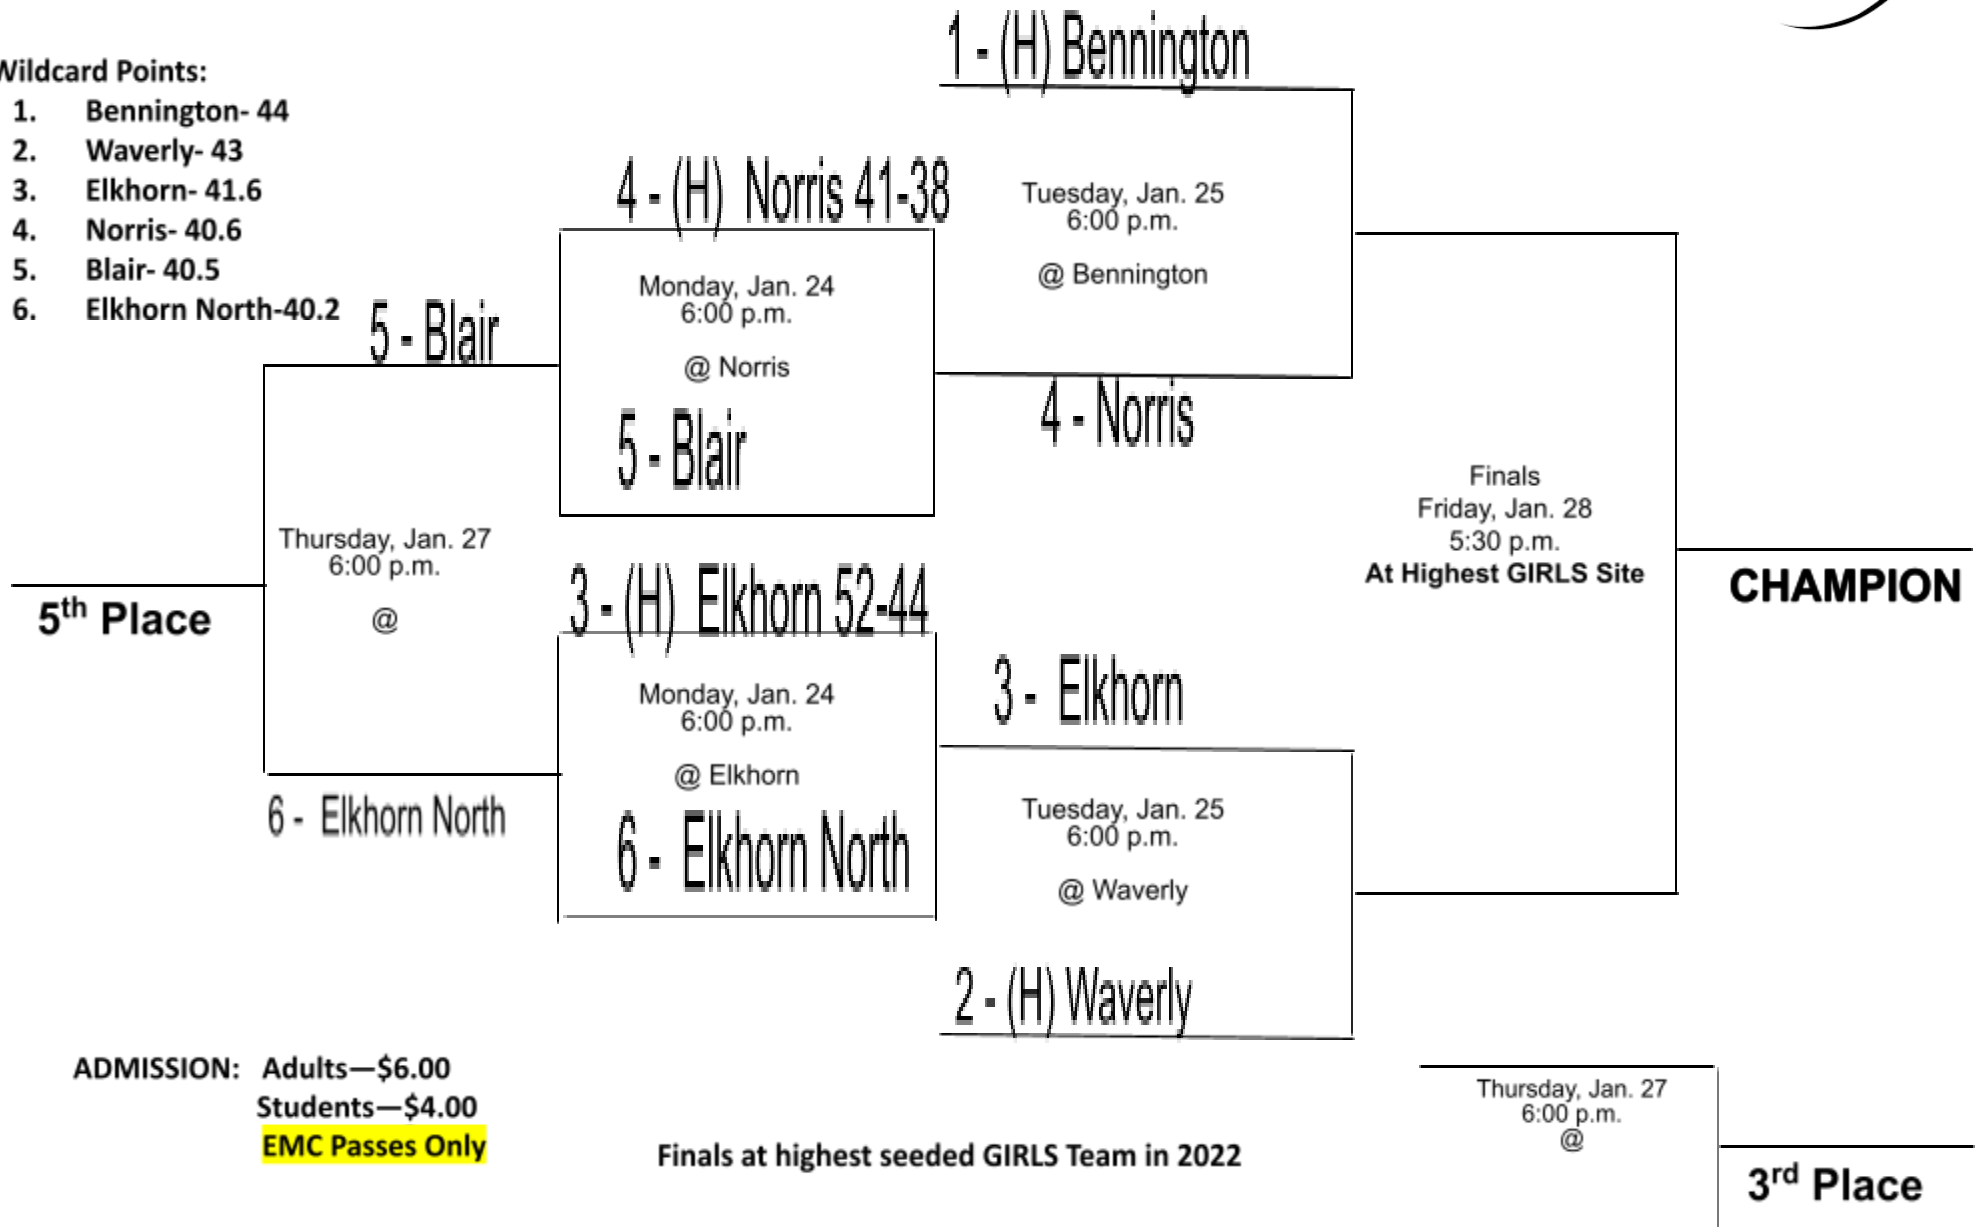 Wildcard Points:
1. Bennington- 44
2. Waverly- 43
3. Elkhorn- 41.6
4. Norris- 40.6
5. Blair- 40.5
6. Elkhorn North-40.2
5 - Blair
Thursday, Jan. 27
6:00 p.m.
@
5th Place
6 - Elkhorn North
4 - (H) Norris 41-38
Monday, Jan. 24
6:00 p.m.
@ Norris
5 - Blair
3 - (H) Elkhorn 52-44
Monday, Jan. 24
6:00 p.m.
@ Elkhorn
6 - Elkhorn North
1 - (H) Bennington
Tuesday, Jan. 25
6:00 p.m.
@ Bennington
4 - Norris
3 - Elkhorn
Tuesday, Jan. 25
6:00 p.m.
@ Waverly
2 - (H) Waverly
Finals
Friday, Jan. 28
5:30 p.m.
At Highest GIRLS Site
CHAMPION
ADMISSION: Adults—$6.00
Students—$4.00
EMC Passes Only
Finals at highest seeded GIRLS Team in 2022
Thursday, Jan. 27
6:00 p.m.
@
3rd Place